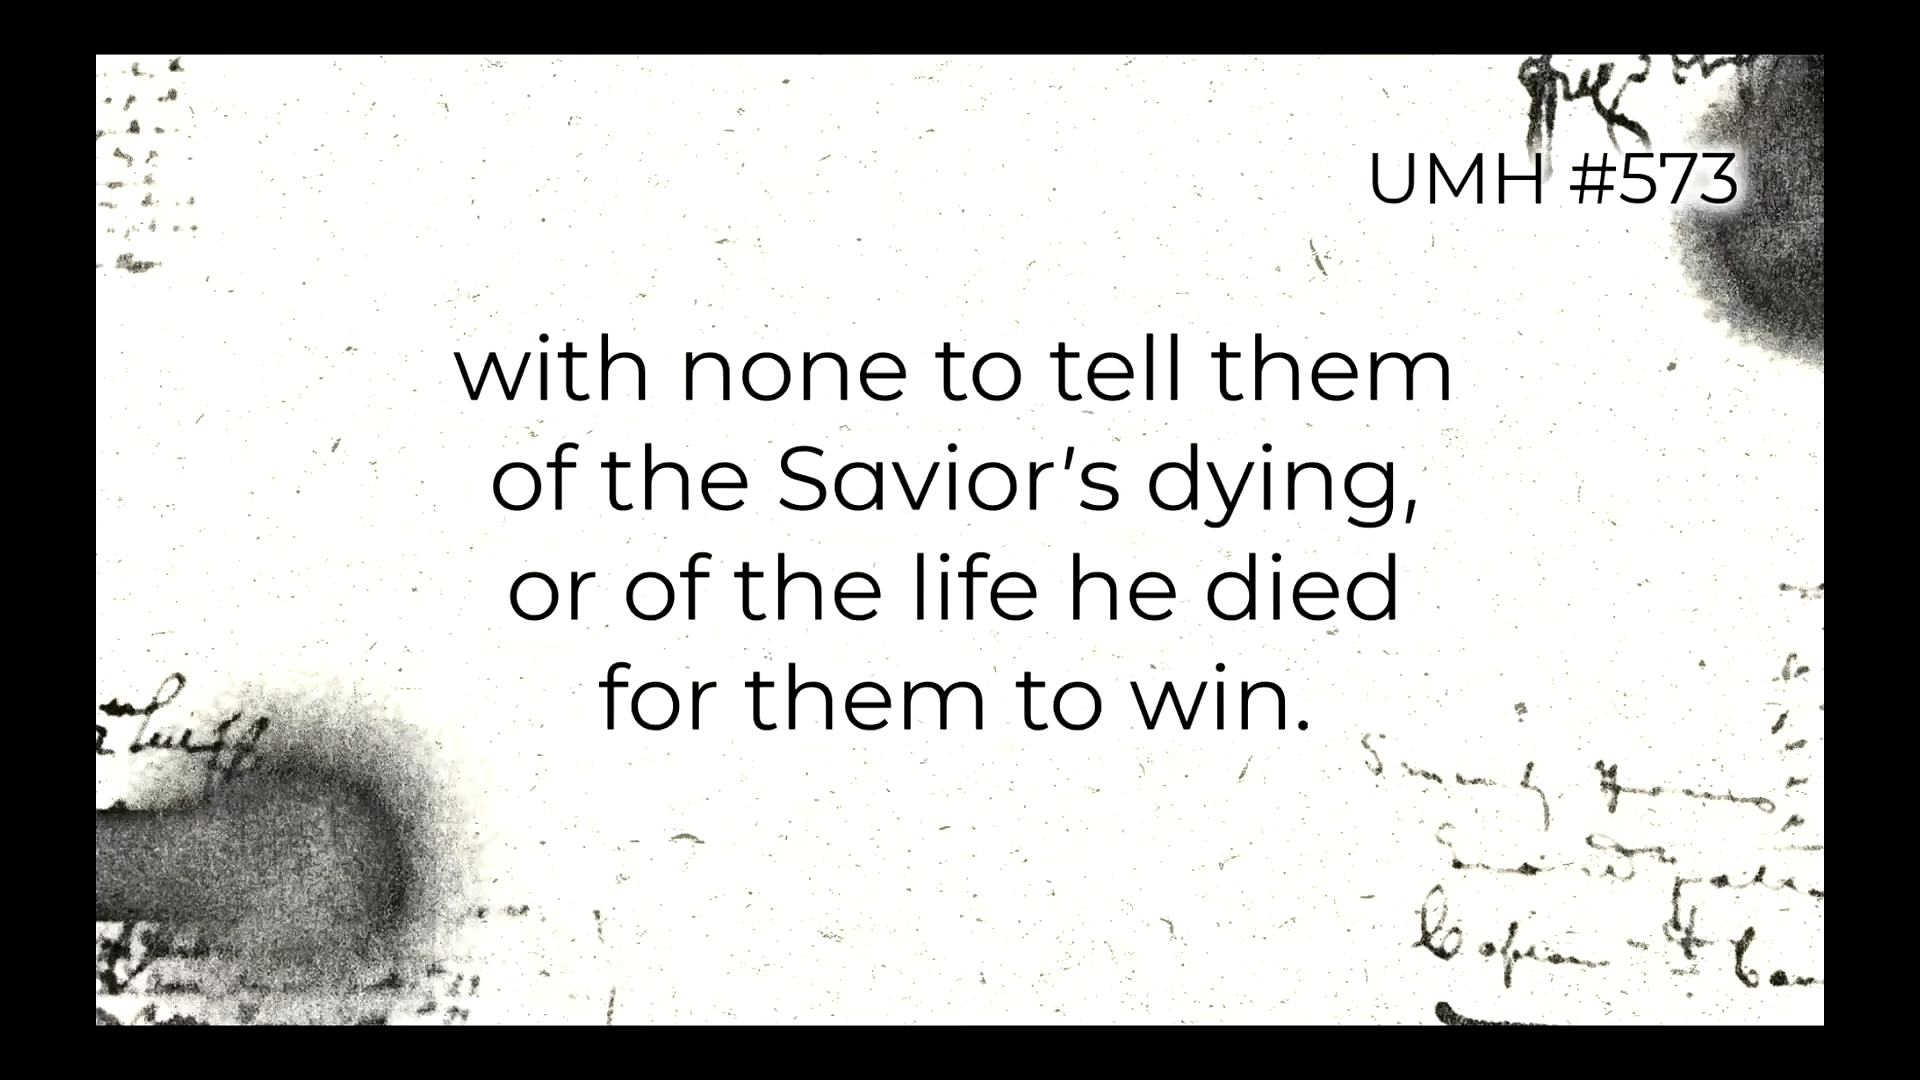 UMH #573
with none to tell them
of the Savior’s dying,
or of the life he died
for them to win.